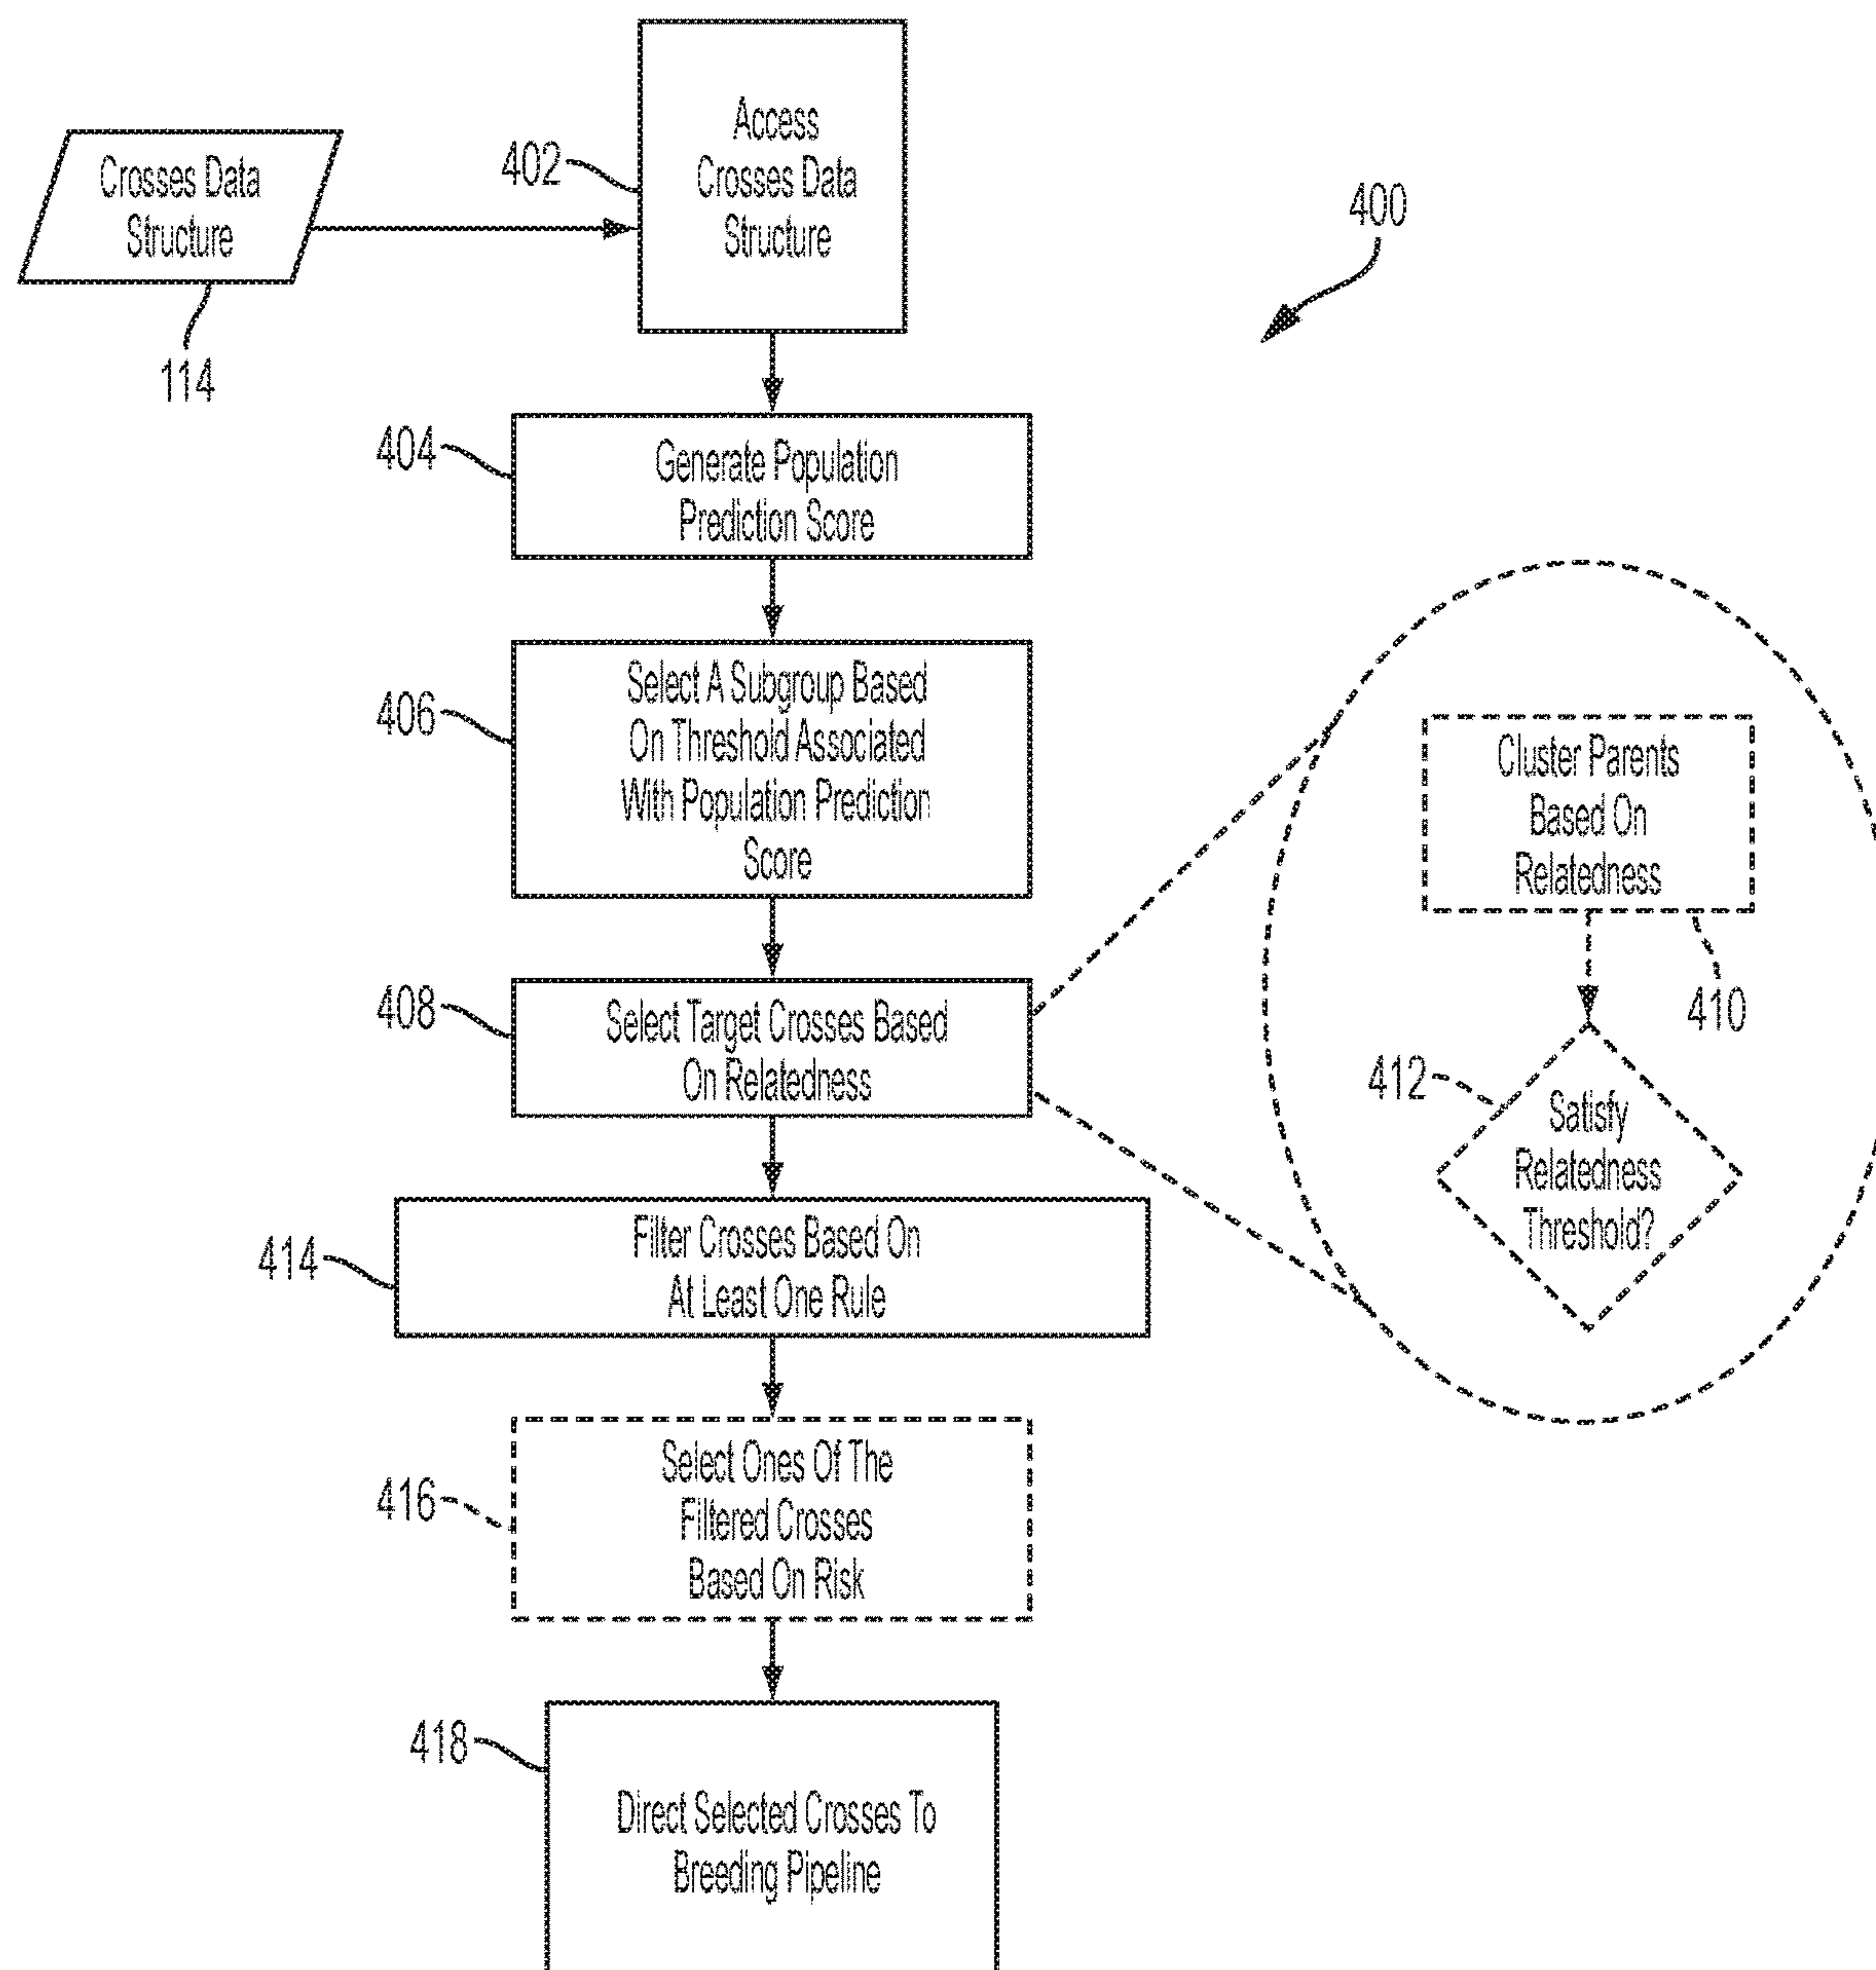 Crosses Data
Structure
114
402
Access
Crosses Data
Structure
400
404
Generate Population
Prediction Score
406
Select A Subgroup Based
On Threshold Associated
With Population Prediction
Score
408
Select Target Crosses Based
On Relatedness
Cluster Parents
Based On
Relatedness
410
412
Satisfy
Relatedness
Threshold?
414
Filter Crosses Based On
At Least One Rule
416
Select Ones Of The
Filtered Crosses
Based On Risk
418
Direct Selected Crosses To
Breeding Pipeline